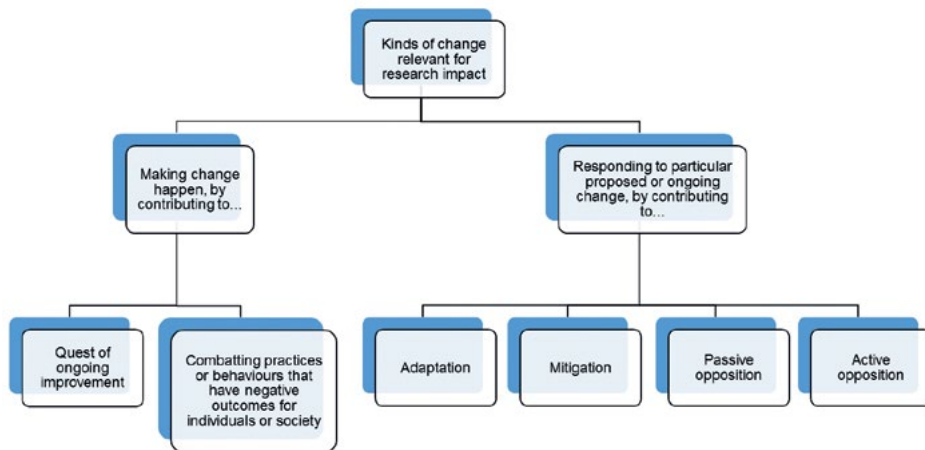 Kinds of change
relevant for
research impact
Making change
happen, by
contributing to...
Responding to particular
proposed or ongoing
change, by contributing
to...
Quest of
ongoing
improvement
Combatting practices
or behaviours that
have negative
outcomes for
individuals or society
Adaptation
Mitigation
Passive
opposition
Active
opposition